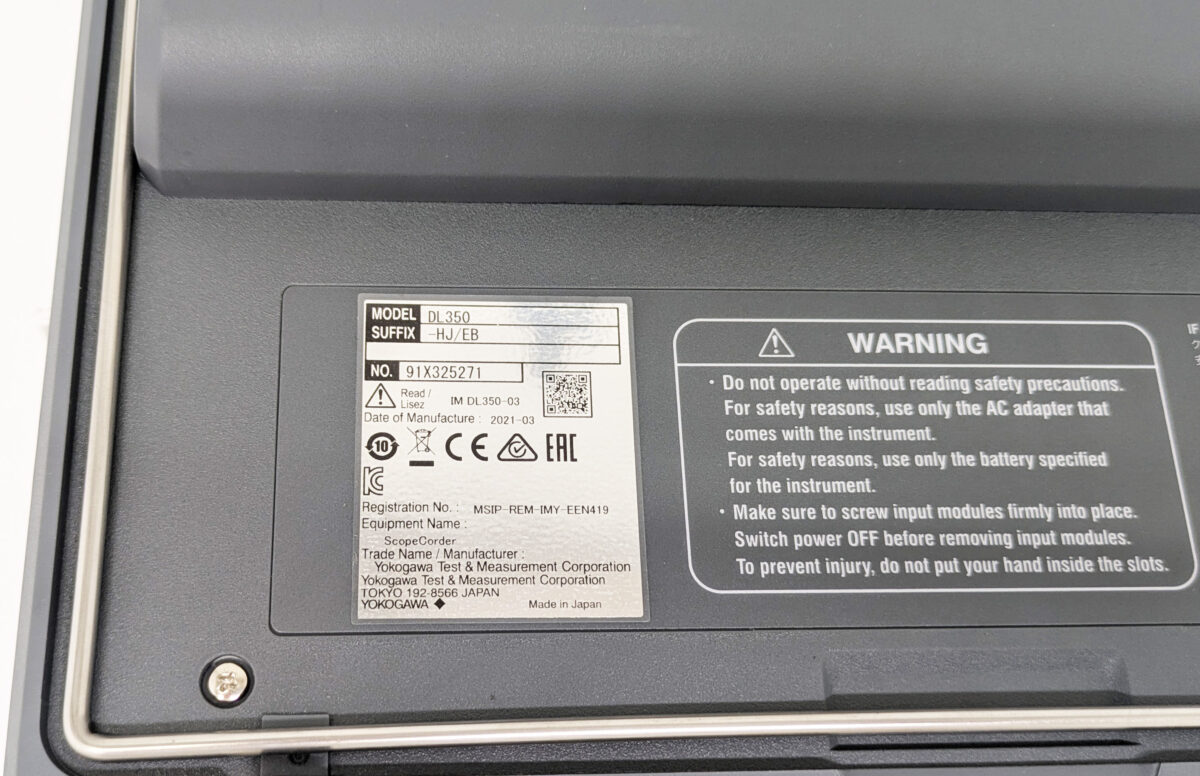 MODEL DL350
SUFFIX -HJ/EB
NO. 91X325271
Read / Lisez IM DL350-03
Date of Manufacture : 2021-03
10
CE EAC
KC
Registration No. : MSIP-REM-IMY-EEN419
Equipment Name :
ScopeCorder
Trade Name / Manufacturer :
Yokogawa Test & Measurement Corporation
Yokogawa Test & Measurement Corporation
TOKYO 192-8566 JAPAN
YOKOGAWA ◆ Made in Japan
WARNING
・Do not operate without reading safety precautions.
For safety reasons, use only the AC adapter that
comes with the instrument.
For safety reasons, use only the battery specified
for the instrument.
・Make sure to screw input modules firmly into place.
Switch power OFF before removing input modules.
To prevent injury, do not put your hand inside the slots.
IF